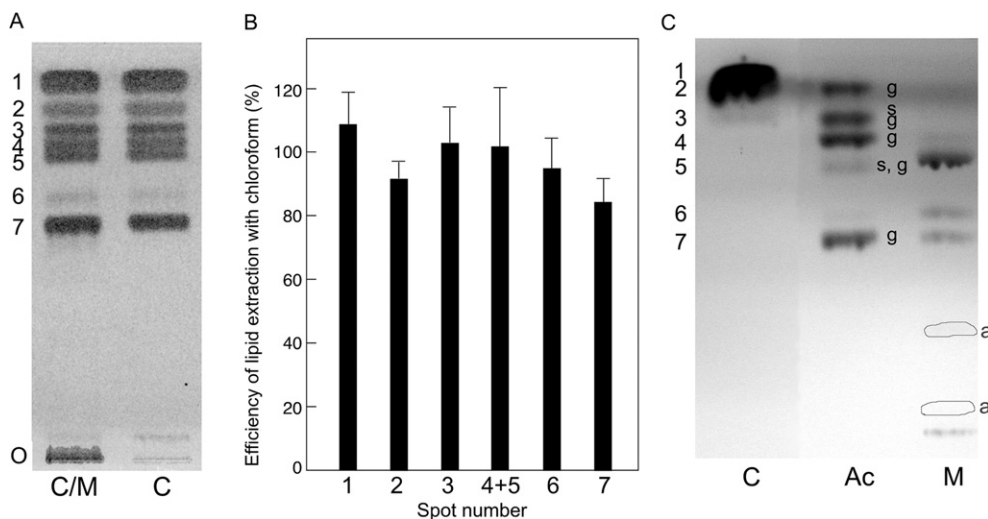 A
1
2
3
4
5
6
7
O
C/M C
B
Efficiency of lipid extraction with chloroform (%)
120
100
80
60
40
20
0
1 2 3 4+5 6 7
Spot number
C
1
2
3
4
5
6
7
g
s
g
g
s, g
g
a
a
C Ac M